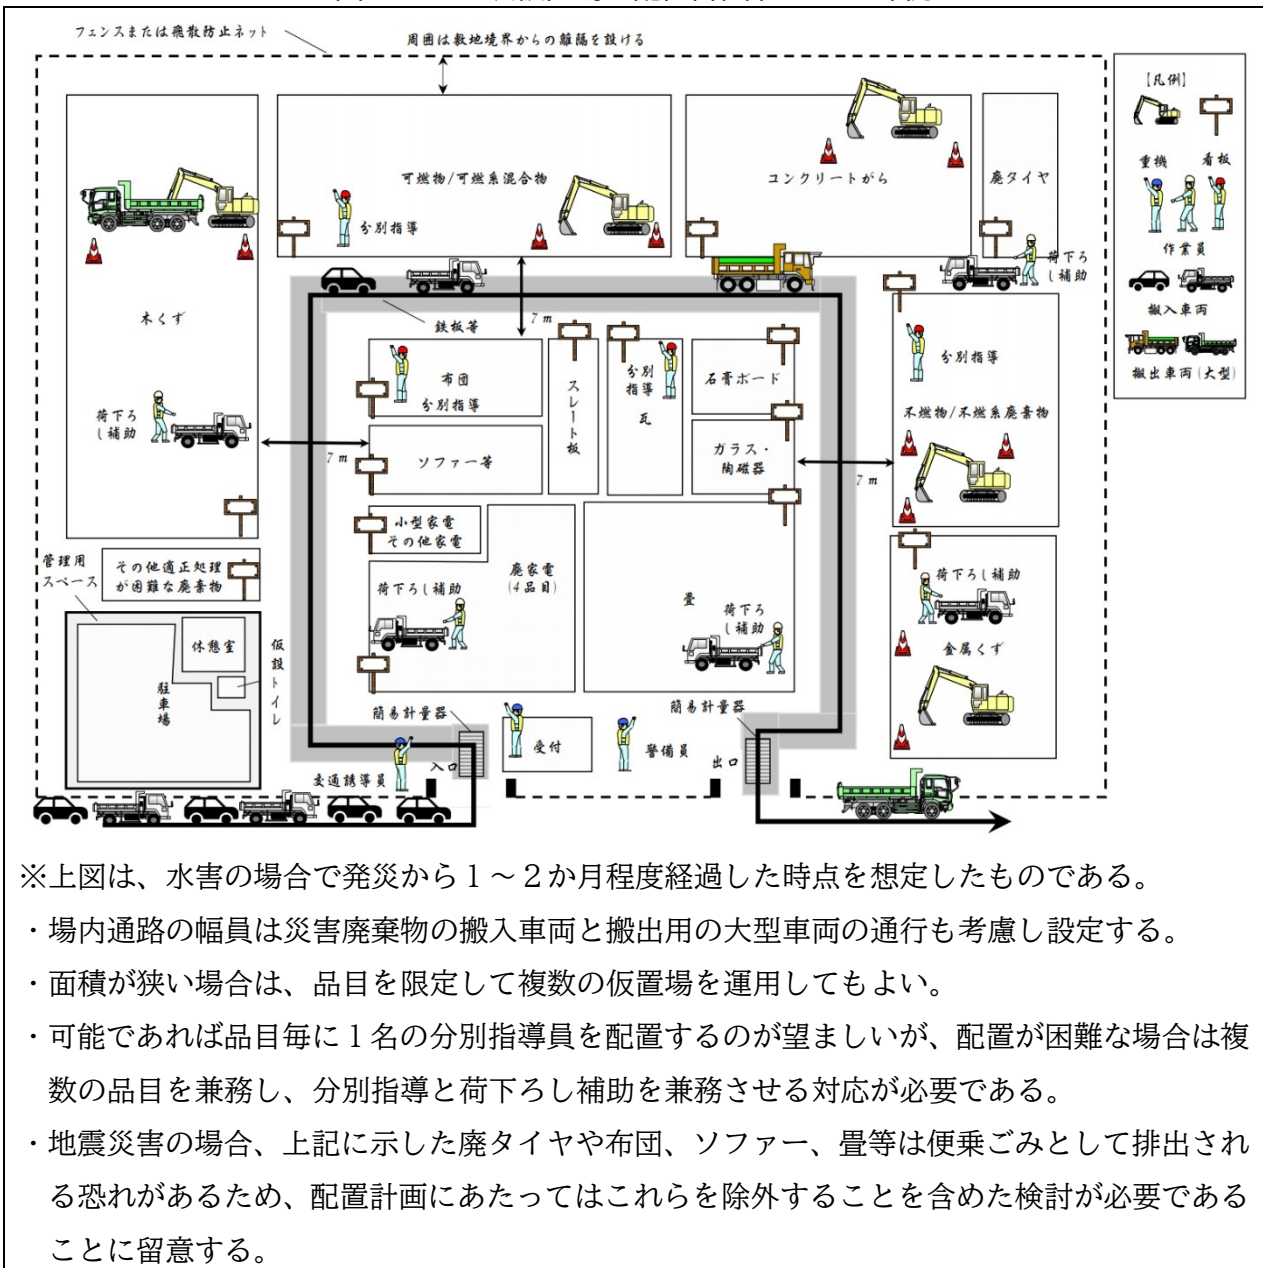 フェンスまたは飛散防止ネット
周囲は敷地境界からの離隔を設ける
【凡例】
重機
看板
作業員
搬入車両
搬出車両(大型)
可燃物/可燃系混合物
分別指導
コンクリートがら
廃タイヤ
荷下ろ
し補助
木くず
鉄板等
7m
布団
分別指導
スレート板
分別
指導
瓦
石膏ボード
分別指導
不燃物/不燃系廃棄物
荷下ろ
し補助
7m
ソファー等
ガラス・
陶磁器
7m
小型家電
その他家電
廃家電
(4品目)
荷下ろし補助
畳
荷下ろ
し補助
荷下ろし補助
金属くず
管理用
スペース
その他適正処理
が困難な廃棄物
休憩室
仮設トイレ
駐車場
簡易計量器
簡易計量器
入口
受付
警備員
出口
交通誘導員
※上図は、水害の場合で発災から1～2か月程度経過した時点を想定したものである。
・場内通路の幅員は災害廃棄物の搬入車両と搬出用の大型車両の通行も考慮し設定する。
・面積が狭い場合は、品目を限定して複数の仮置場を運用してもよい。
・可能であれば品目毎に1名の分別指導員を配置するのが望ましいが、配置が困難な場合は複
数の品目を兼務し、分別指導と荷下ろし補助を兼務させる対応が必要である。
・地震災害の場合、上記に示した廃タイヤや布団、ソファー、畳等は便乗ごみとして排出され
る恐れがあるため、配置計画にあたってはこれらを除外することを含めた検討が必要である
ことに留意する。